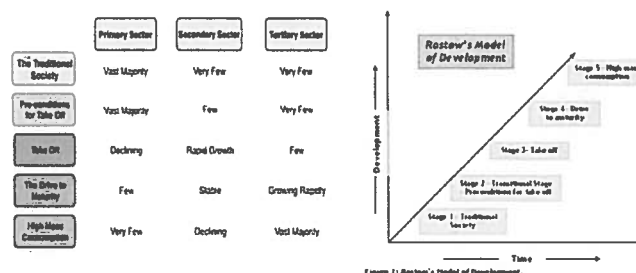 Primary Sector
Secondary Sector
Tertiary Sector
The Traditional
Society
Vast Majority
Very Few
Very Few
Pre-conditions
for Take Off
Vast Majority
Few
Very Few
Take Off
Declining
Rapid Growth
Few
The Drive to
Maturity
Few
Stable
Growing Rapidly
High Mass
Consumption
Very Few
Declining
Vast Majority
Rostow's Model
of Development
Development
Stage 5 - High mass
consumption
Stage 4 - Drive
to maturity
Stage 3 - Take off
Stage 2 - Transitional Stage
Preconditions for take off
Stage 1 - Traditional
Society
Time
Figure 1: Rostow's Model of Development